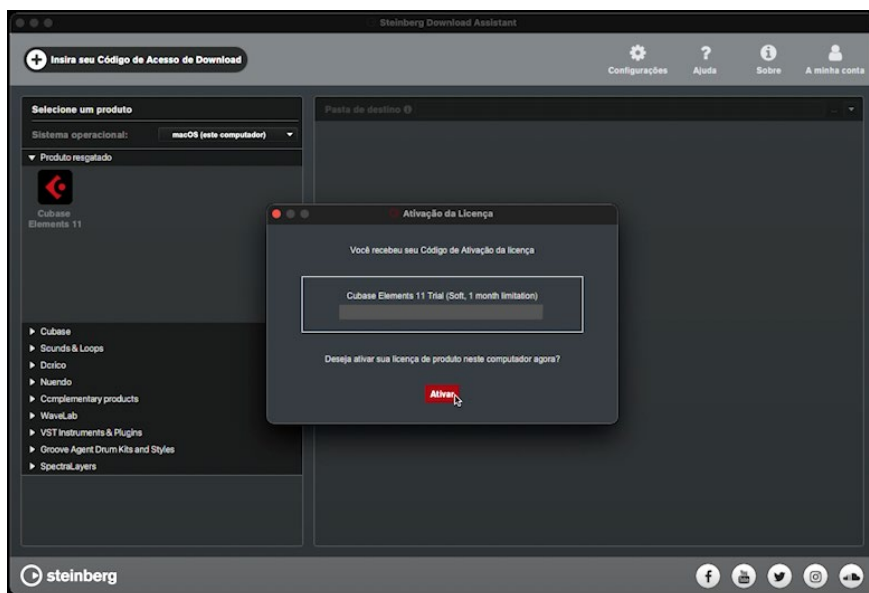 Steinberg Download Assistant
Insira seu Código de Acesso de Download
Configurações
Ajuda
Sobre
A minha conta
Selecione um produto
Pasta de destino
Sistema operacional:
macOS (este computador)
Produto resgatado
Cubase
Elements 11
Ativação da Licença
Você recebeu seu Código de Ativação da licença
Cubase Elements 11 Trial (Soft, 1 month limitation)
Deseja ativar sua licença de produto neste computador agora?
Ativar
Cubase
Sounds & Loops
Dorico
Nuendo
Complementary products
WaveLab
VST Instruments & Plugins
Groove Agent Drum Kits and Styles
SpectraLayers
steinberg